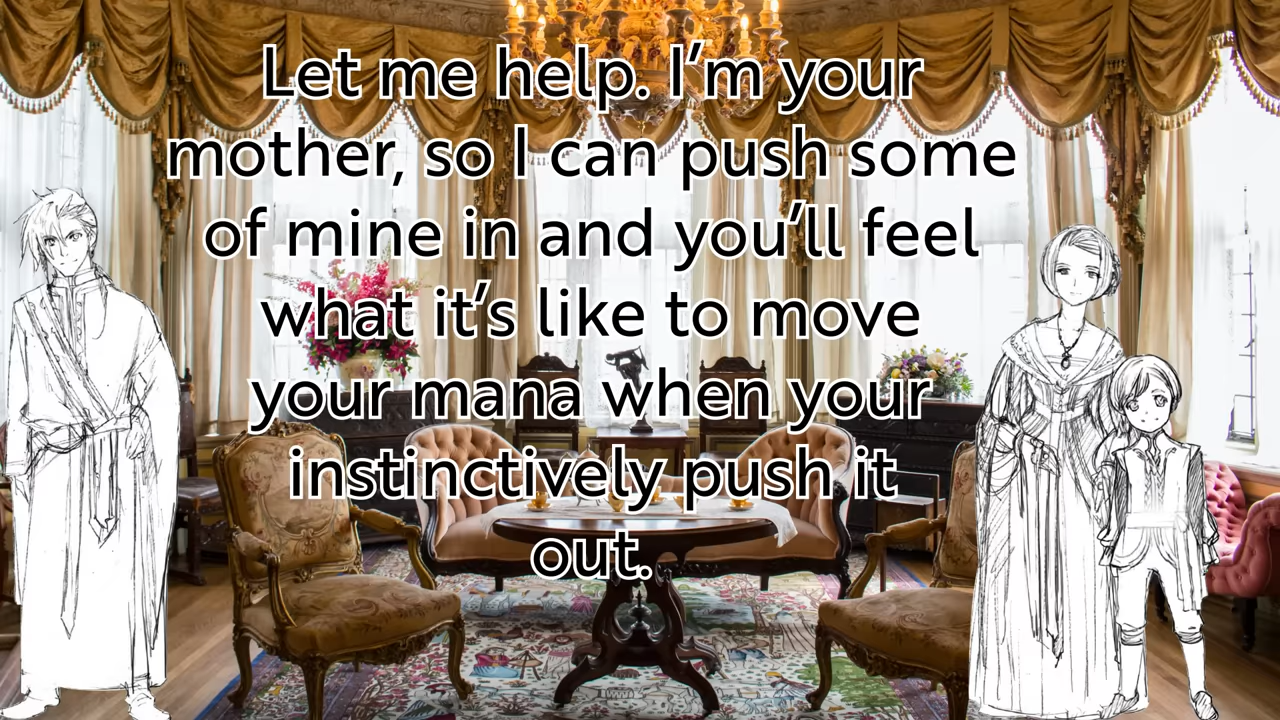 Let me help. I’m your
mother, so I can push some
of mine in and you’ll feel
what it’s like to move
your mana when your
instinctively push it
out.